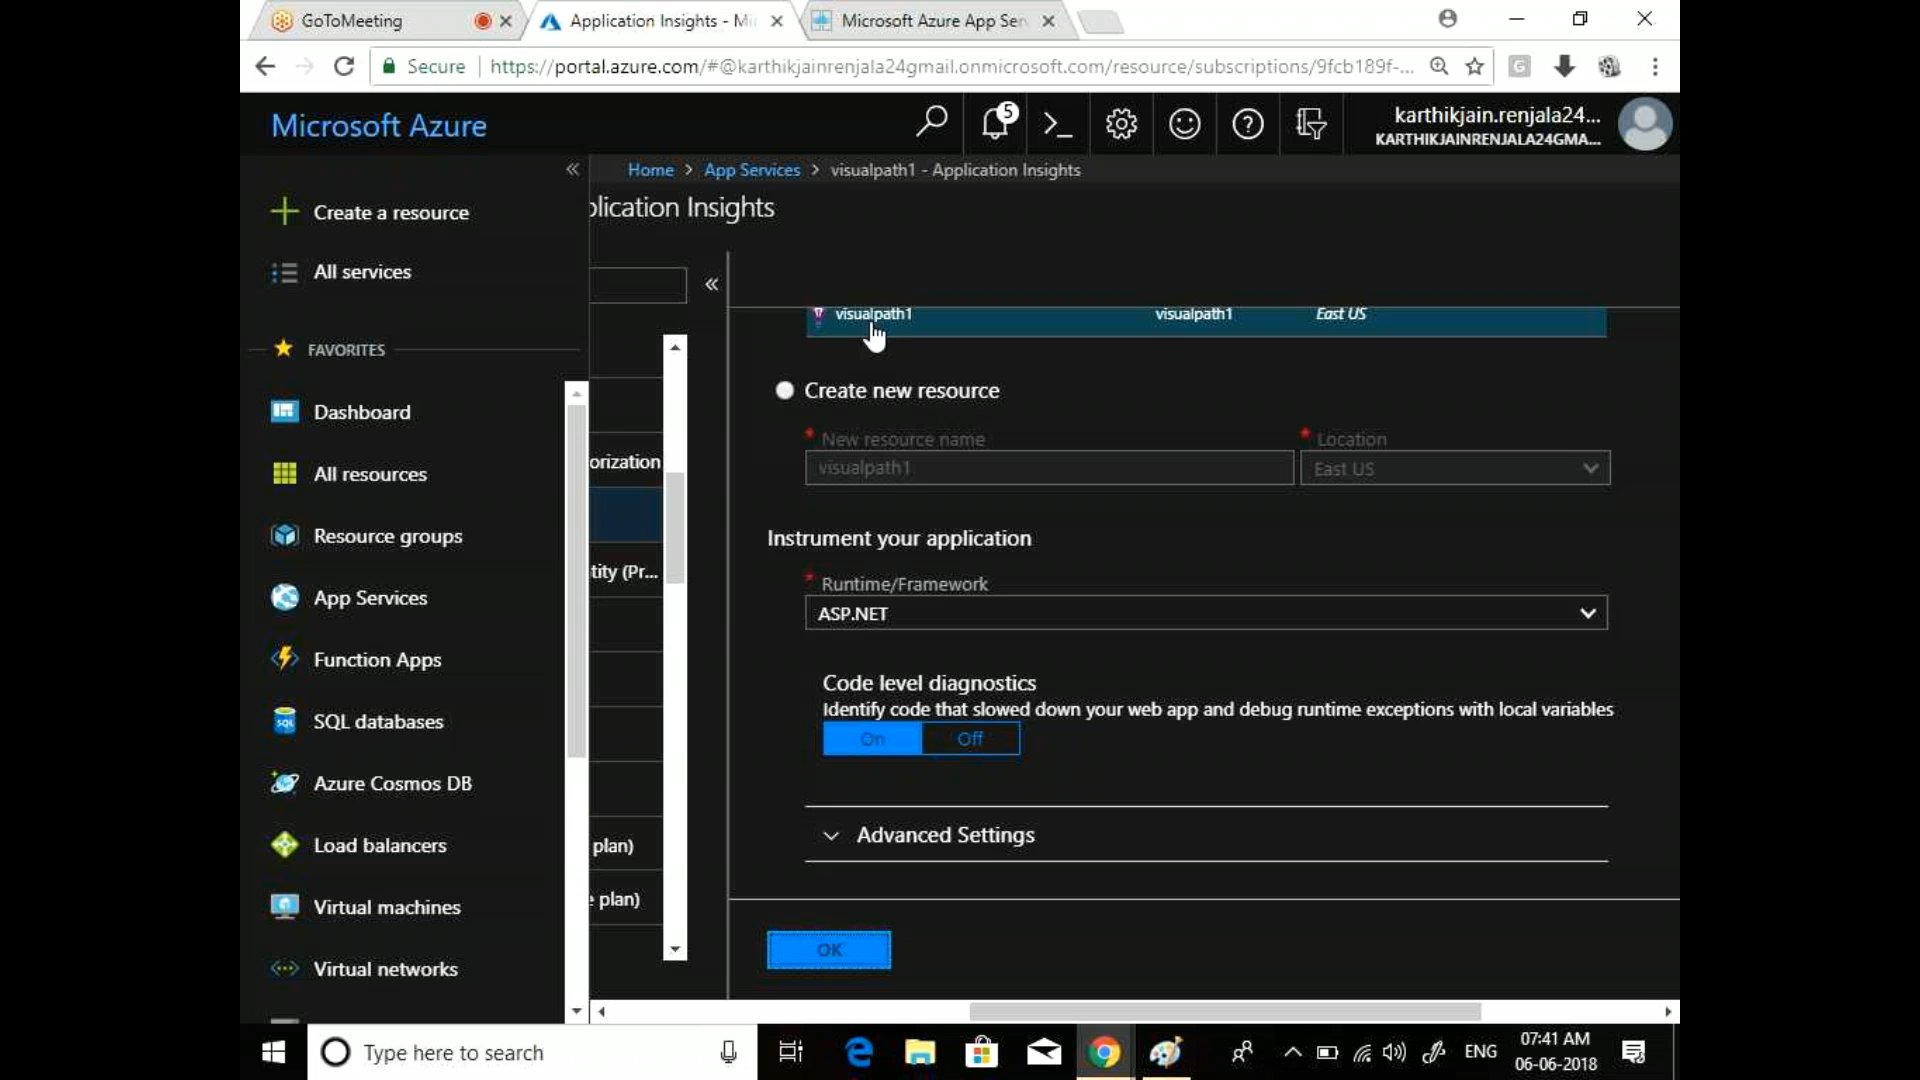 GoToMeeting
Application Insights - Mi
Microsoft Azure App Ser
Secure
https://portal.azure.com/#@karthikjainrenjala24gmail.onmicrosoft.com/resource/subscriptions/9fcb189f-...
Microsoft Azure
5
karthikjain.renjala24...
KARTHIKJAINRENJALA24GMA...
Home > App Services > visualpath1 - Application Insights
plication Insights
Create a resource
All services
FAVORITES
Dashboard
All resources
Resource groups
App Services
Function Apps
SQL databases
Azure Cosmos DB
Load balancers
Virtual machines
Virtual networks
orization
tity (Pr...
plan)
e plan)
visualpath1 visualpath1 East US
Create new resource
* New resource name * Location
visualpath1 East US
Instrument your application
* Runtime/Framework
ASP.NET
Code level diagnostics
Identify code that slowed down your web app and debug runtime exceptions with local variables
On Off
Advanced Settings
OK
Type here to search
ENG
07:41 AM
06-06-2018